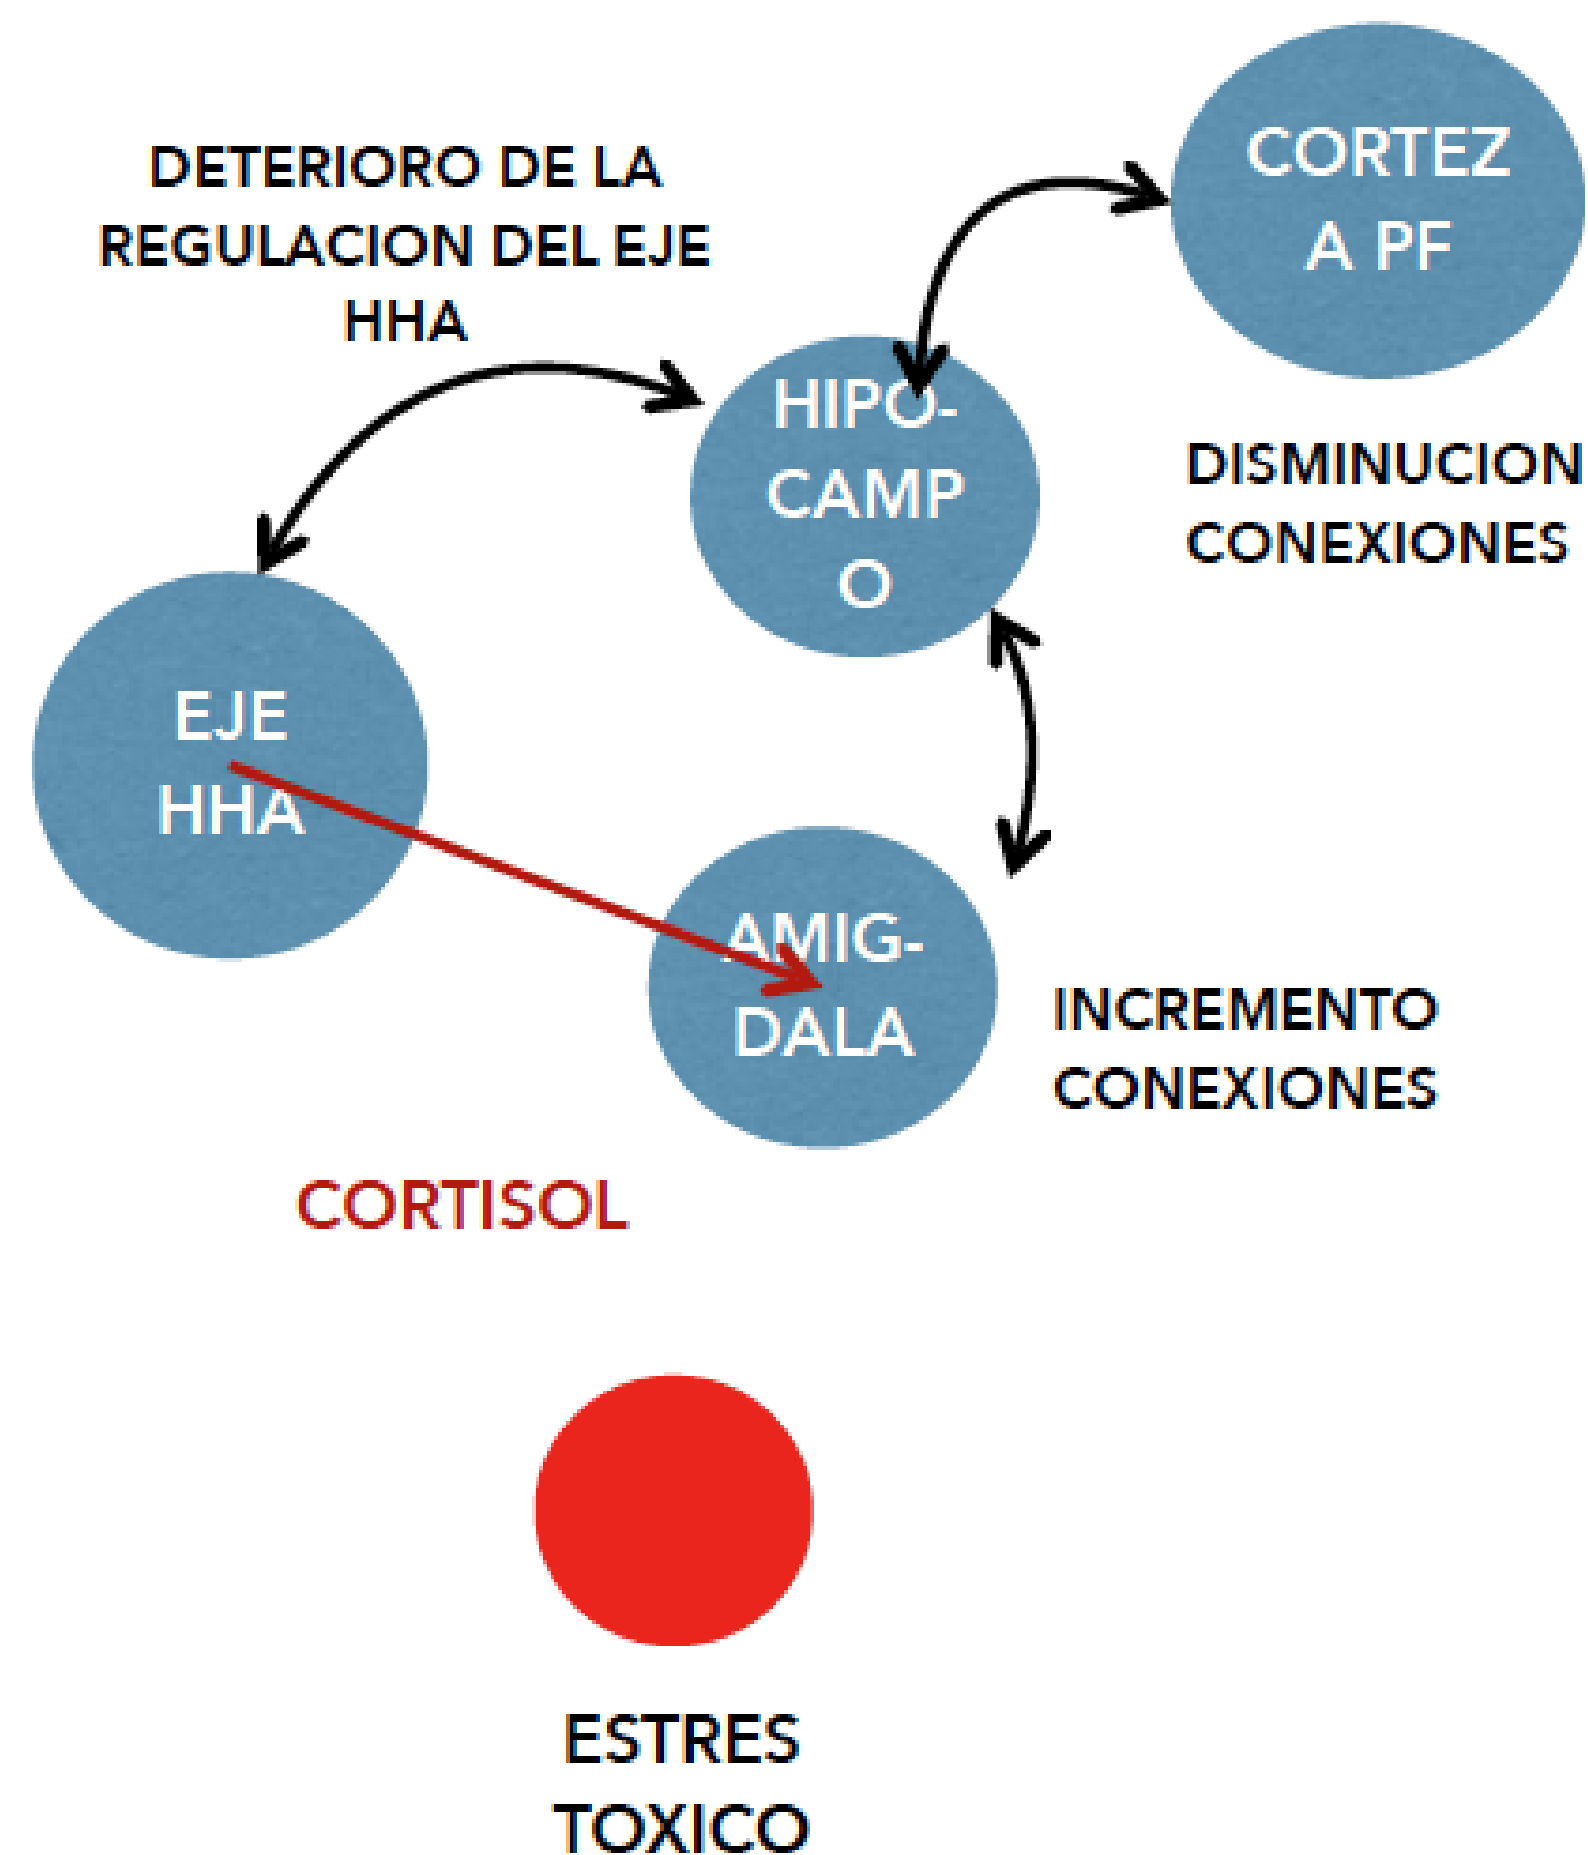 CORTEZ
A PF
DETERIORO DE LA
REGULACION DEL EJE
HHA
HIPO-
CAMP
O
DISMINUCION
CONEXIONES
EJE
HHA
AMIG-
DALA
INCREMENTO
CONEXIONES
CORTISOL
ESTRES
TOXICO